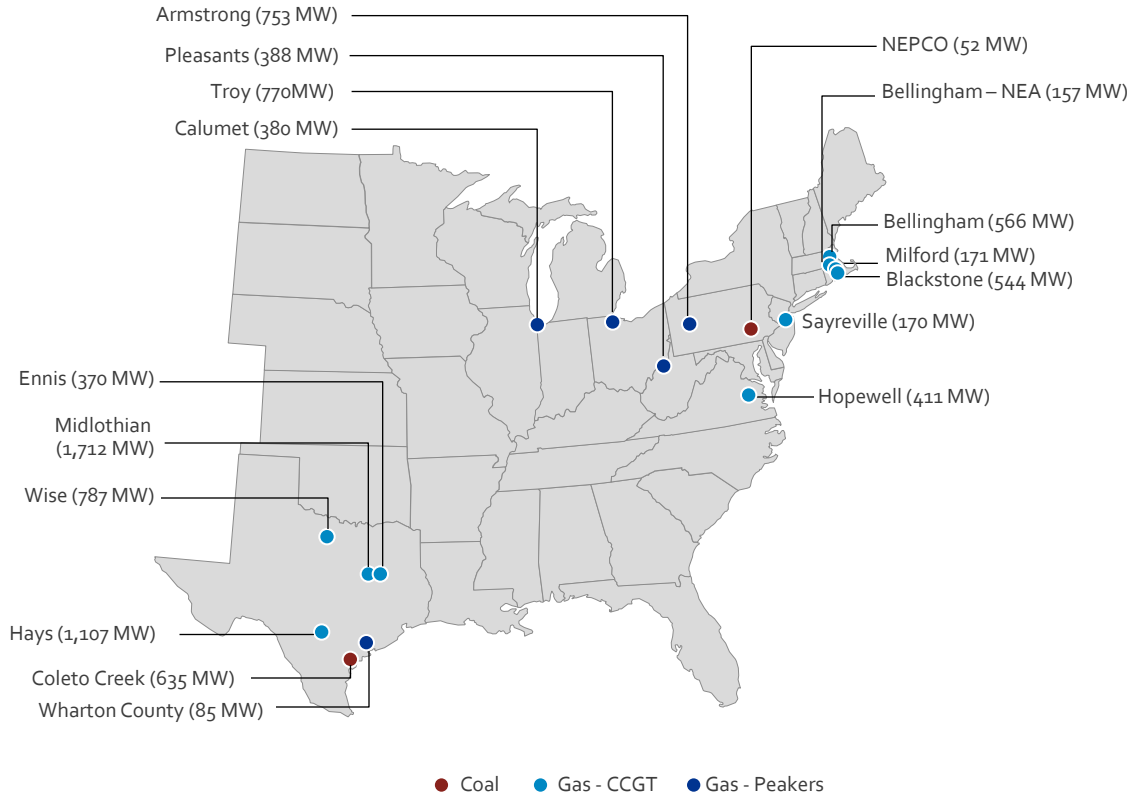 Armstrong (753 MW)
Pleasants (388 MW)
Troy (770MW)
Calumet (380 MW)
NEPCO (52 MW)
Bellingham – NEA (157 MW)
Bellingham (566 MW)
Milford (171 MW)
Blackstone (544 MW)
Sayreville (170 MW)
Hopewell (411 MW)
Ennis (370 MW)
Midlothian
(1,712 MW)
Wise (787 MW)
Hays (1,107 MW)
Coleto Creek (635 MW)
Wharton County (85 MW)
Coal
Gas - CCGT
Gas - Peakers